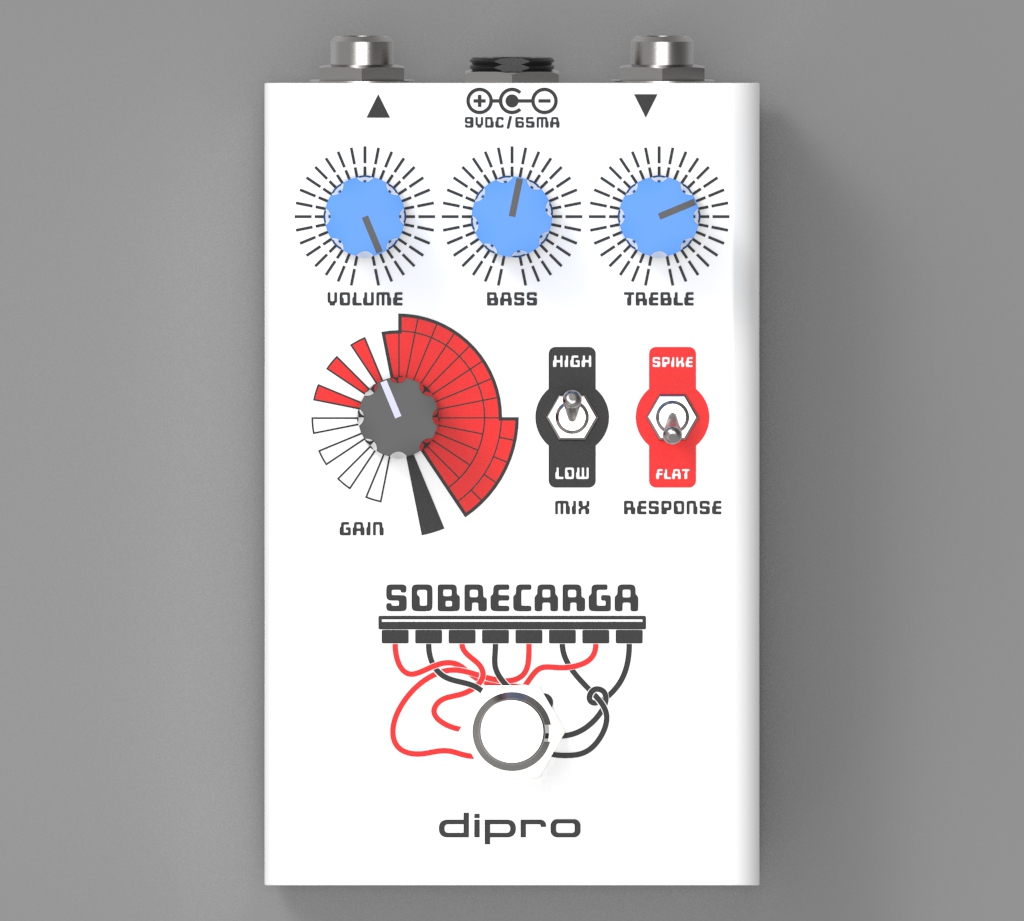 9VDC/65MA
VOLUME
BASS
TREBLE
HIGH
SPIKE
LOW
FLAT
MIX
RESPONSE
GAIN
SOBRECARGA
dipro